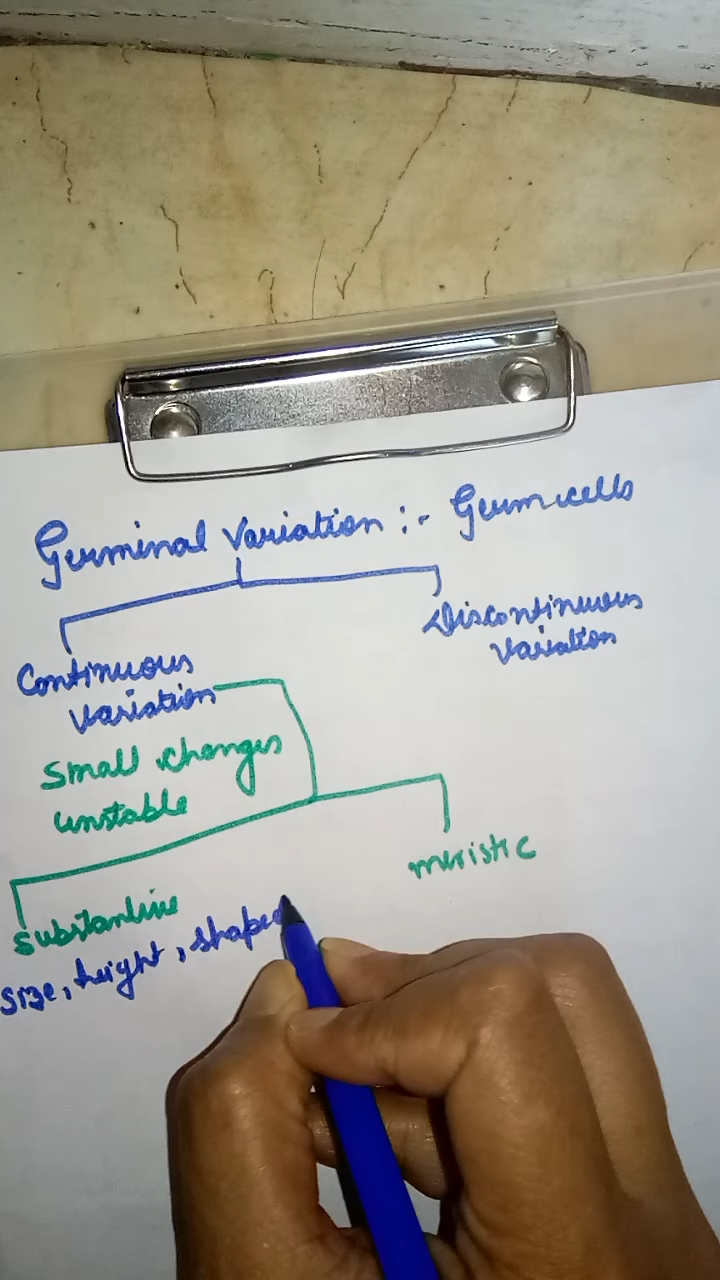 Germinal Variation :- Germ cells
Continuous
Variation
Discontinuous
Variation
Small changes
unstable
Substantive
meristic
size, height, shape